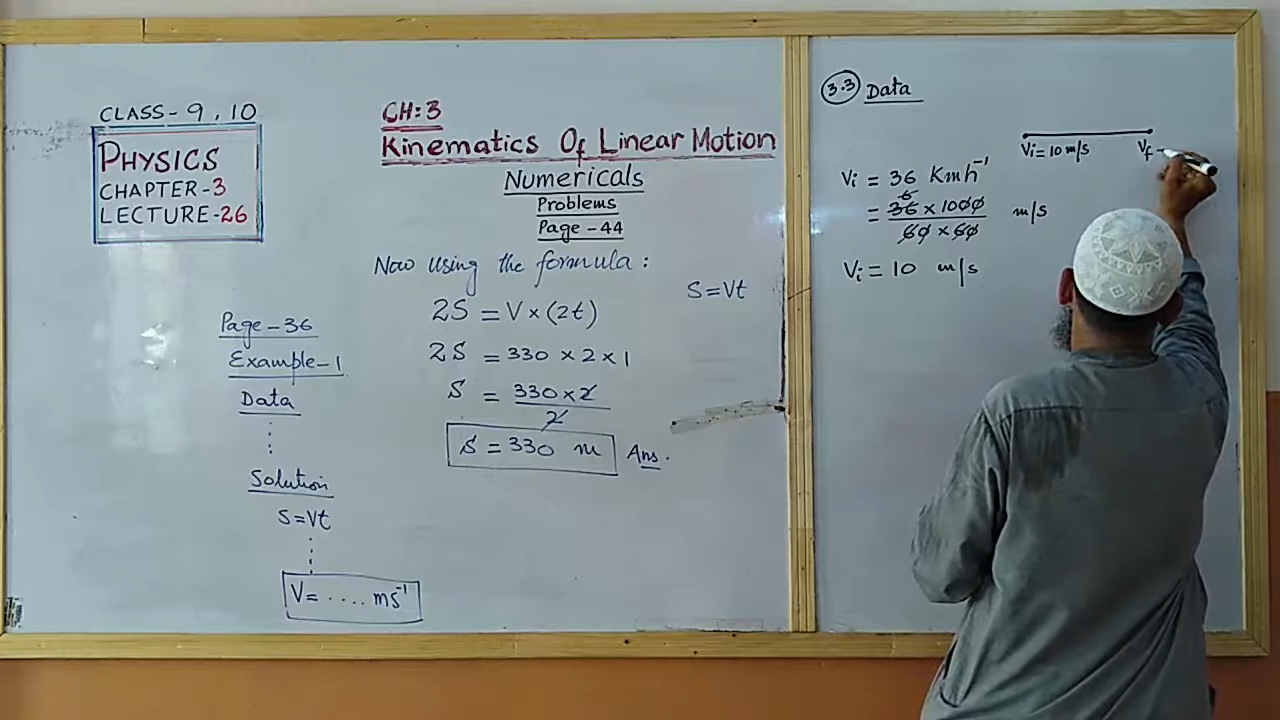 CLASS - 9 , 10
PHYSICS
CHAPTER-3
LECTURE-26
CH:3
Kinematics Of Linear Motion
Numericals
Problems
Page - 44
Now using the formula :
S = Vt
2S = V × (2t)
2S = 330 × 2 × 1
S = 330 × 2
2
S = 330 m Ans.
Page - 36
Example - 1
Data
Solution
S = Vt
V = .... ms⁻¹
3.3 Data
Vi = 10 m/s Vf -
Vi = 36 Kmh⁻¹
6
= 36 × 1000 m/s
60 × 60
Vi = 10 m/s